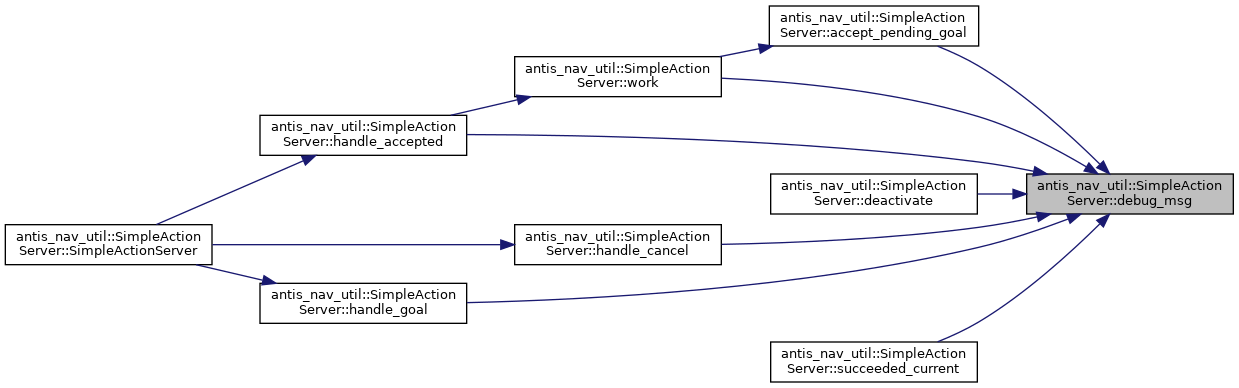 antis_nav_util::SimpleAction
Server::accept_pending_goal
antis_nav_util::SimpleAction
Server::work
antis_nav_util::SimpleAction
Server::handle_accepted
antis_nav_util::SimpleAction
Server::deactivate
antis_nav_util::SimpleAction
Server::debug_msg
antis_nav_util::SimpleAction
Server::SimpleActionServer
antis_nav_util::SimpleAction
Server::handle_cancel
antis_nav_util::SimpleAction
Server::handle_goal
antis_nav_util::SimpleAction
Server::succeeded_current